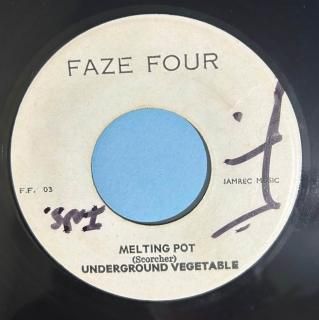 FAZE FOUR
F.F. 03
JAMREC MUSIC
MELTING POT
(Scorcher)
UNDERGROUND VEGETABLE